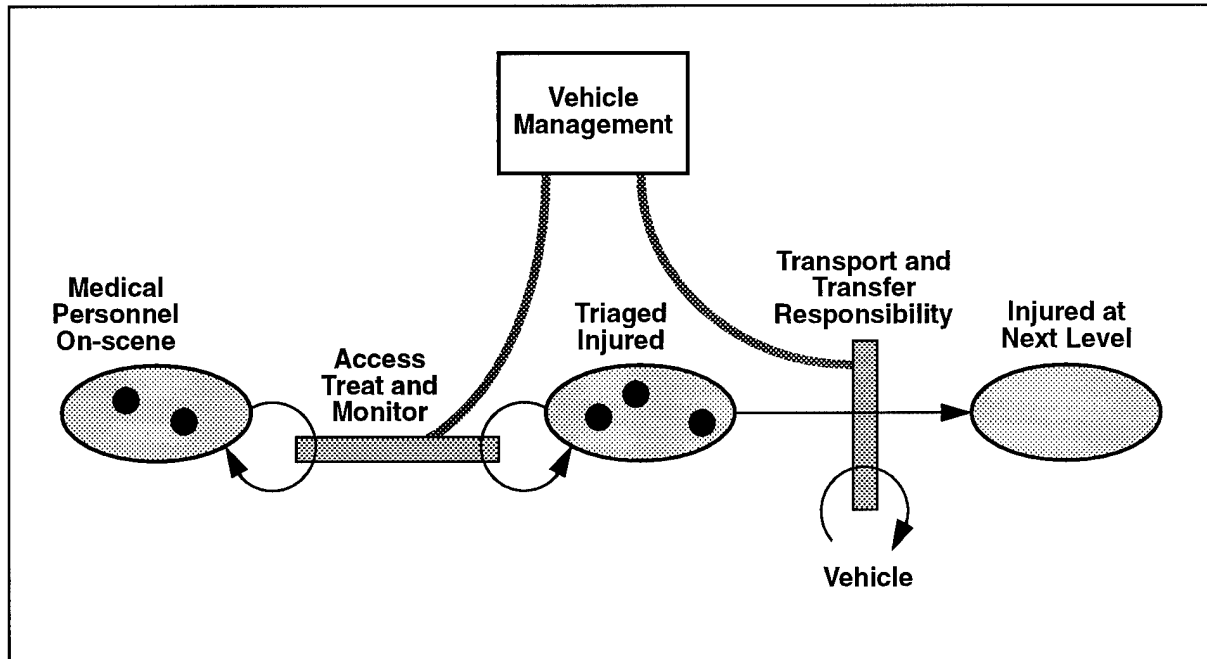 Vehicle
Management
Medical
Personnel
On-scene
Access
Treat and
Monitor
Triaged
Injured
Transport and
Transfer
Responsibility
Injured at
Next Level
Vehicle